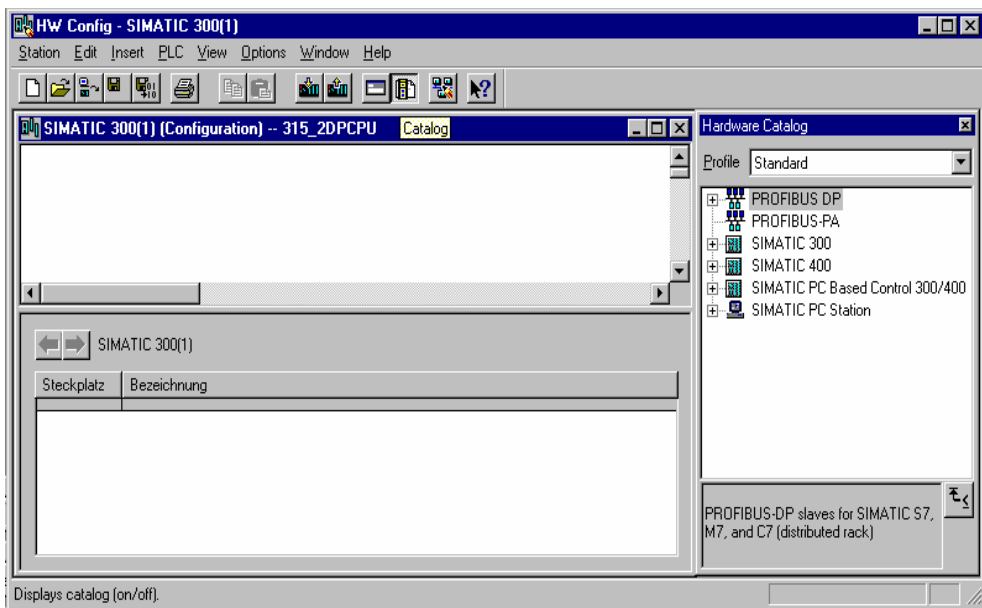 HW Config - SIMATIC 300(1)
Station Edit Insert PLC View Options Window Help
SIMATIC 300(1) (Configuration) -- 315_2DPCPU
Catalog
SIMATIC 300(1)
Steckplatz Bezeichnung
Hardware Catalog
Profile Standard
PROFIBUS DP
PROFIBUS-PA
SIMATIC 300
SIMATIC 400
SIMATIC PC Based Control 300/400
SIMATIC PC Station
PROFIBUS-DP slaves for SIMATIC S7,
M7, and C7 (distributed rack)
Displays catalog (on/off).